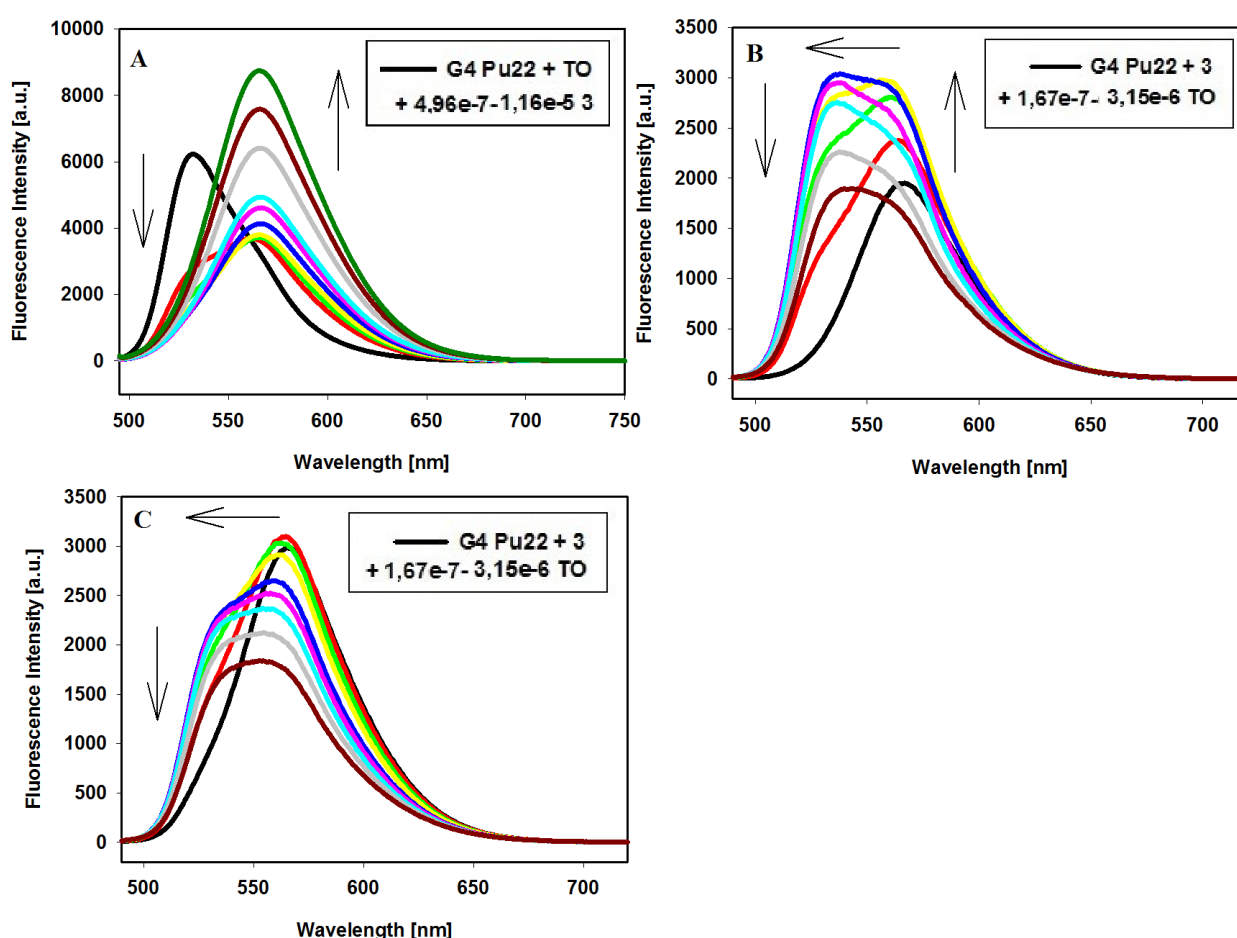 A
G4 Pu22 + TO
+ 4,96e-7-1,16e-5 3
Fluorescence Intensity [a.u.]
10000
8000
6000
4000
2000
0
500 550 600 650 700 750
Wavelength [nm]
B
G4 Pu22 + 3
+ 1,67e-7- 3,15e-6 TO
Fluorescence Intensity [a.u.]
3500
3000
2500
2000
1500
1000
500
0
500 550 600 650 700
Wavelength [nm]
C
G4 Pu22 + 3
+ 1,67e-7- 3,15e-6 TO
Fluorescence Intensity [a.u.]
3500
3000
2500
2000
1500
1000
500
0
500 550 600 650 700
Wavelength [nm]